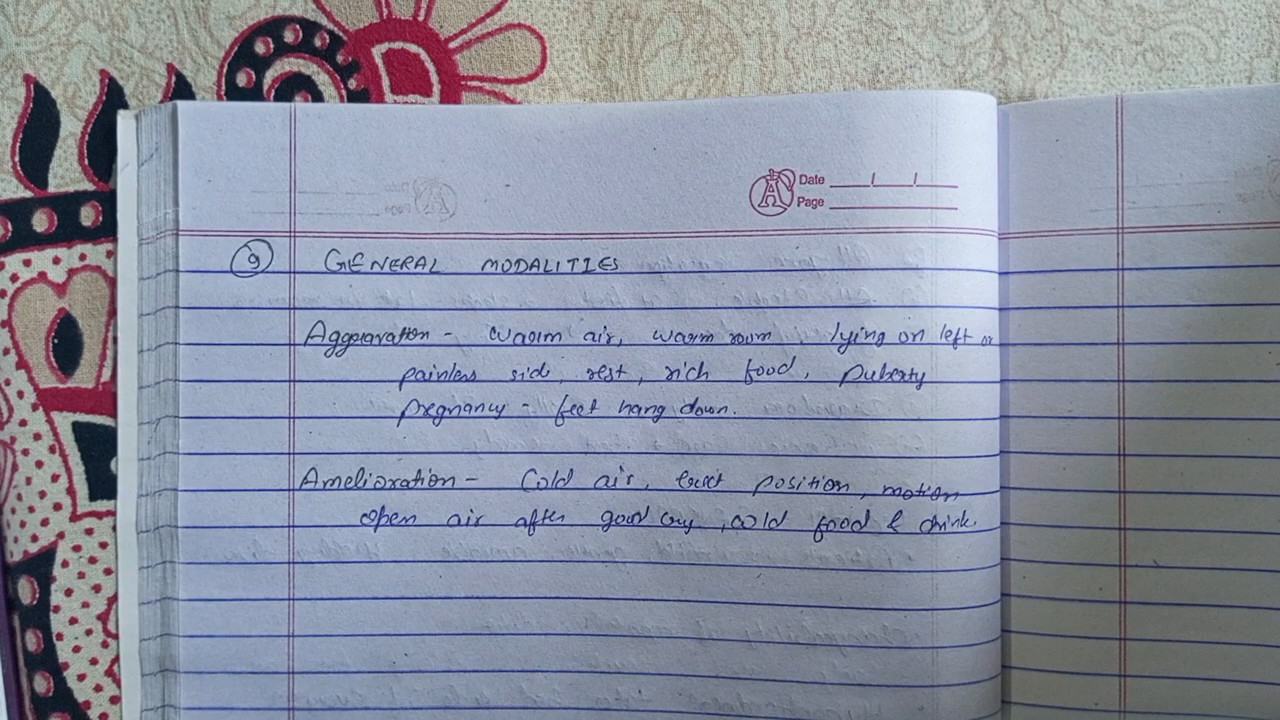 A Date
Page
9 GENERAL MODALITIES
Aggravation - warm air, warm room, lying on left or
painless side, rest, rich food, Puberty
pregnancy - feet hang down.
Amelioration - Cold air, Erect position, motion
open air after good cry, cold food & drink.